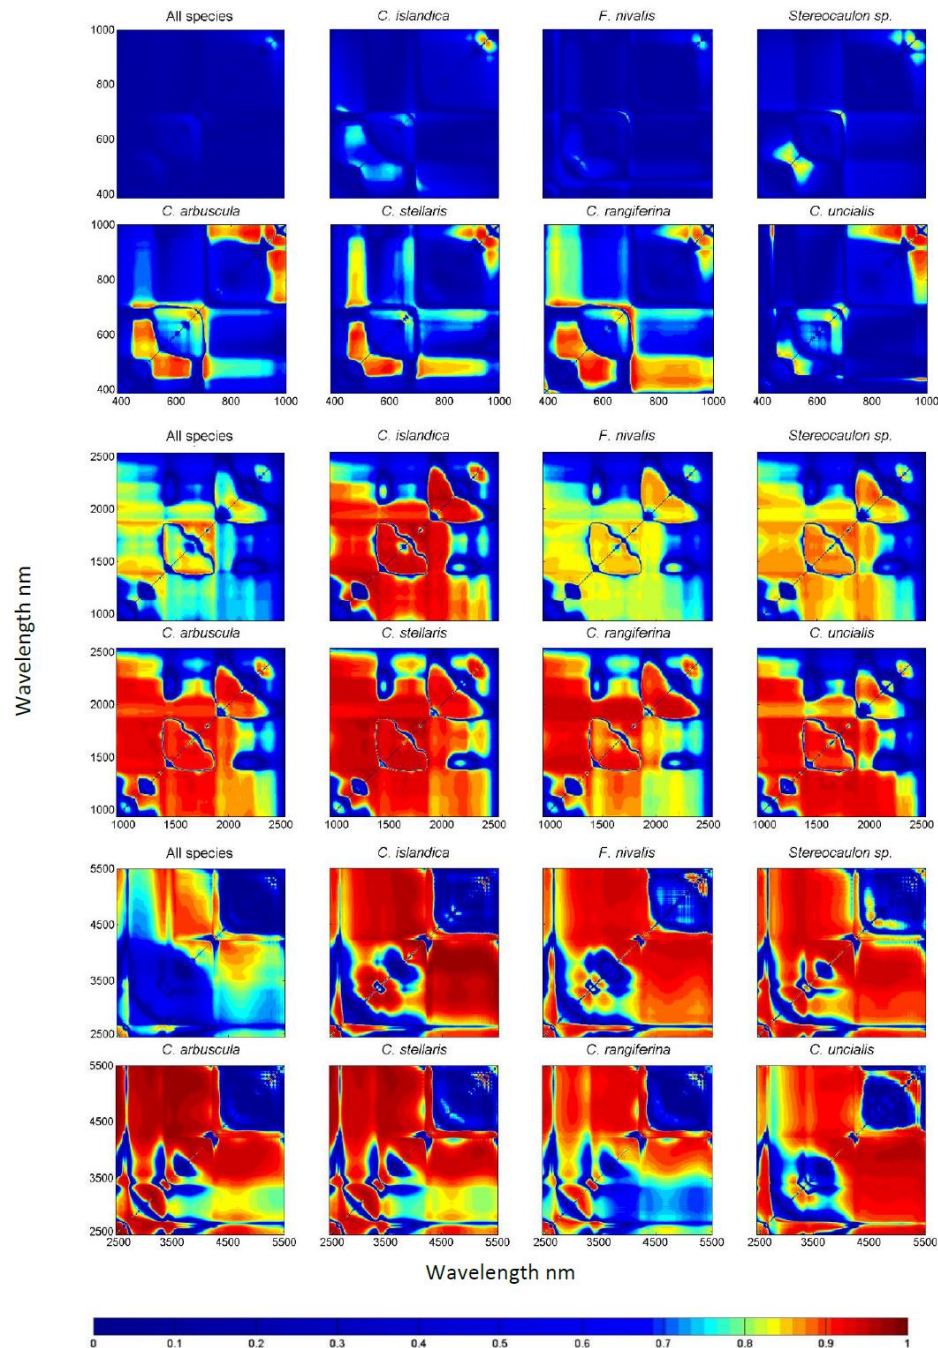 All species C. islandica F. nivalis Stereocaulon sp.
1000
800
600
400
C. arbuscula C. stellaris C. rangiferina C. uncialis
1000
800
600
400
400 600 800 1000 400 600 800 1000 400 600 800 1000 400 600 800 1000
All species C. islandica F. nivalis Stereocaulon sp.
2500
2000
1500
1000
Wavelength nm
C. arbuscula C. stellaris C. rangiferina C. uncialis
2500
2000
1500
1000
1000 1500 2000 2500 1000 1500 2000 2500 1000 1500 2000 2500 1000 1500 2000 2500
All species C. islandica F. nivalis Stereocaulon sp.
5500
4500
3500
2500
C. arbuscula C. stellaris C. rangiferina C. uncialis
5500
4500
3500
2500
2500 3500 4500 5500 2500 3500 4500 5500 2500 3500 4500 5500 2500 3500 4500 5500
Wavelength nm
0 0.1 0.2 0.3 0.4 0.5 0.6 0.7 0.8 0.9 1